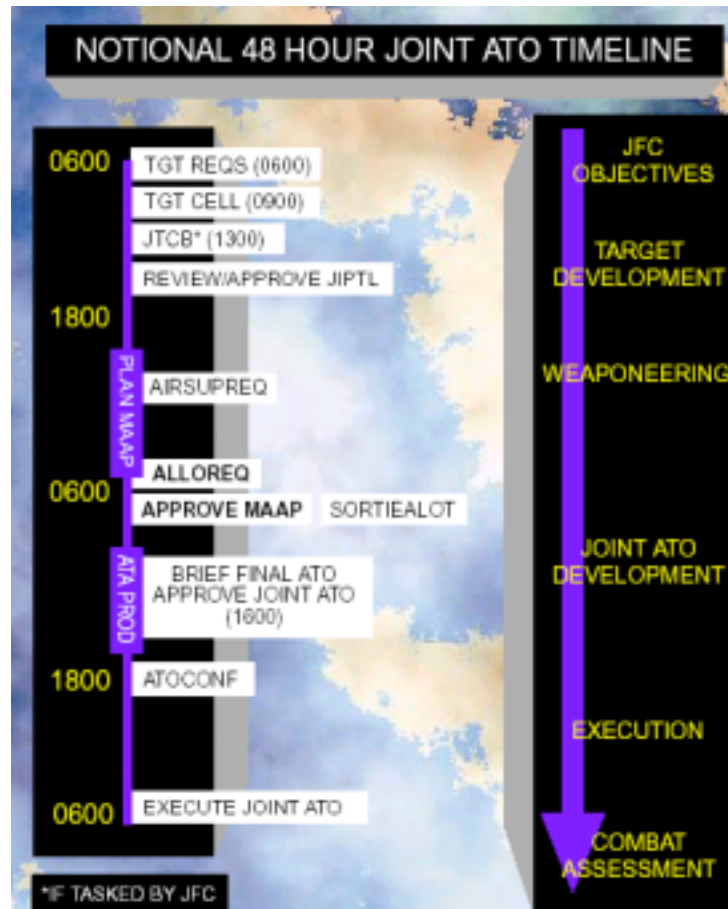 NOTIONAL 48 HOUR JOINT ATO TIMELINE
0600
TGT REQS (0600)
TGT CELL (0900)
JTCB* (1300)
REVIEW/APPROVE JIPTL
1800
PLAN MAAP
AIRSUPREQ
ALLOREQ
0600
APPROVE MAAP
SORTIEALOT
ATA PROD
BRIEF FINAL ATO
APPROVE JOINT ATO
(1600)
1800
ATOCONF
0600
EXECUTE JOINT ATO
*IF TASKED BY JFC
JFC
OBJECTIVES
TARGET
DEVELOPMENT
WEAPONEERING
JOINT ATO
DEVELOPMENT
EXECUTION
COMBAT
ASSESSMENT